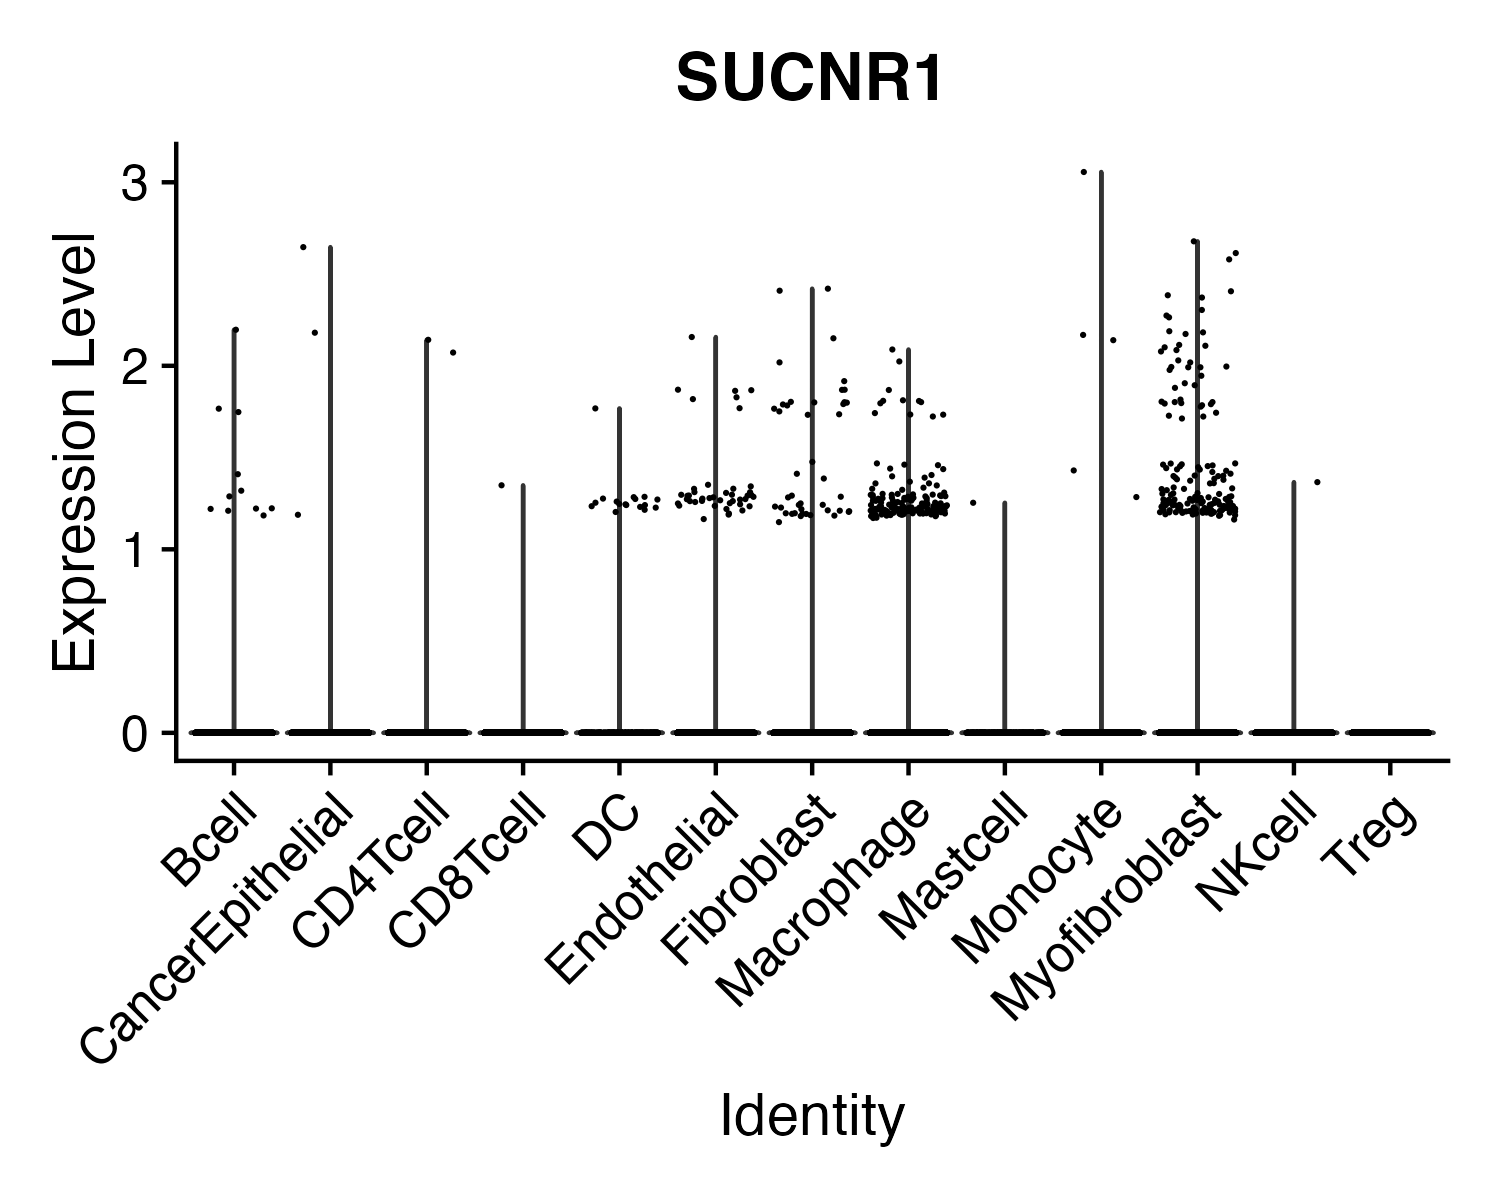 SUCNR1
Expression Level
3
2
1
0
Bcell
CancerEpithelial
CD4Tcell
CD8Tcell
DC
Endothelial
Fibroblast
Macrophage
Mastcell
Monocyte
Myofibroblast
NKcell
Treg
Identity